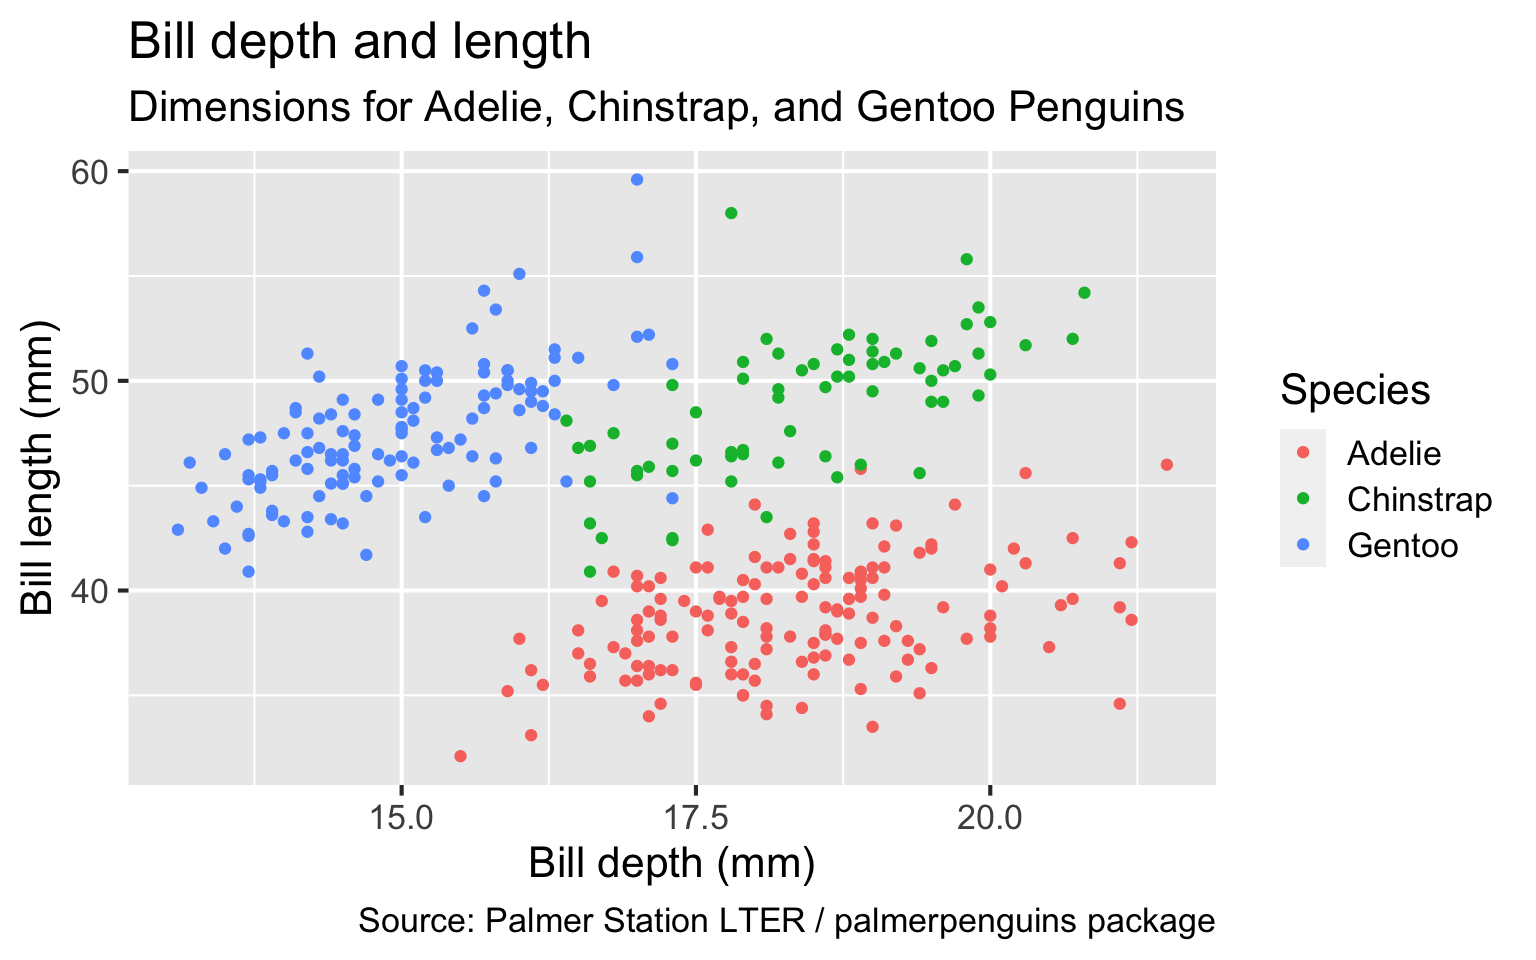 Bill depth and length
Dimensions for Adelie, Chinstrap, and Gentoo Penguins
60
50
40
Bill length (mm)
15.0 17.5 20.0
Bill depth (mm)
Species
Adelie
Chinstrap
Gentoo
Source: Palmer Station LTER / palmerpenguins package